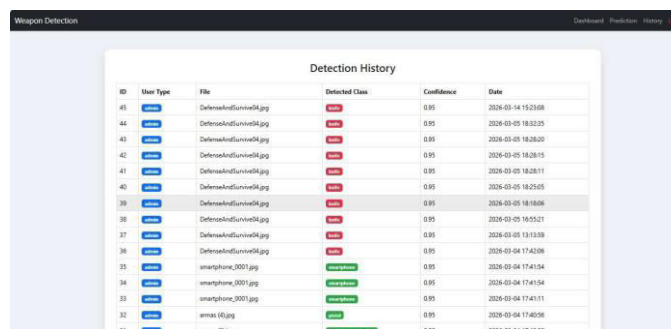 Weapon Detection Dashboard Prediction History
Detection History
ID User Type File Detected Class Confidence Date
45 admin DefenseAndSurvive04.jpg knife 0.95 2026-03-14 15:23:08
44 admin DefenseAndSurvive04.jpg knife 0.95 2026-03-05 18:32:35
43 admin DefenseAndSurvive04.jpg knife 0.95 2026-03-05 18:28:20
42 admin DefenseAndSurvive04.jpg knife 0.95 2026-03-05 18:28:15
41 admin DefenseAndSurvive04.jpg knife 0.95 2026-03-05 18:28:11
40 admin DefenseAndSurvive04.jpg knife 0.95 2026-03-05 18:25:05
39 admin DefenseAndSurvive04.jpg knife 0.95 2026-03-05 18:18:06
38 admin DefenseAndSurvive04.jpg knife 0.95 2026-03-05 16:55:21
37 admin DefenseAndSurvive04.jpg knife 0.95 2026-03-05 13:13:59
36 admin DefenseAndSurvive04.jpg knife 0.95 2026-03-04 17:42:06
35 admin smartphone_0001.jpg smartphone 0.95 2026-03-04 17:41:54
34 admin smartphone_0001.jpg smartphone 0.95 2026-03-04 17:41:54
33 admin smartphone_0001.jpg smartphone 0.95 2026-03-04 17:41:11
32 admin armas (4).jpg pistol 0.95 2026-03-04 17:40:56